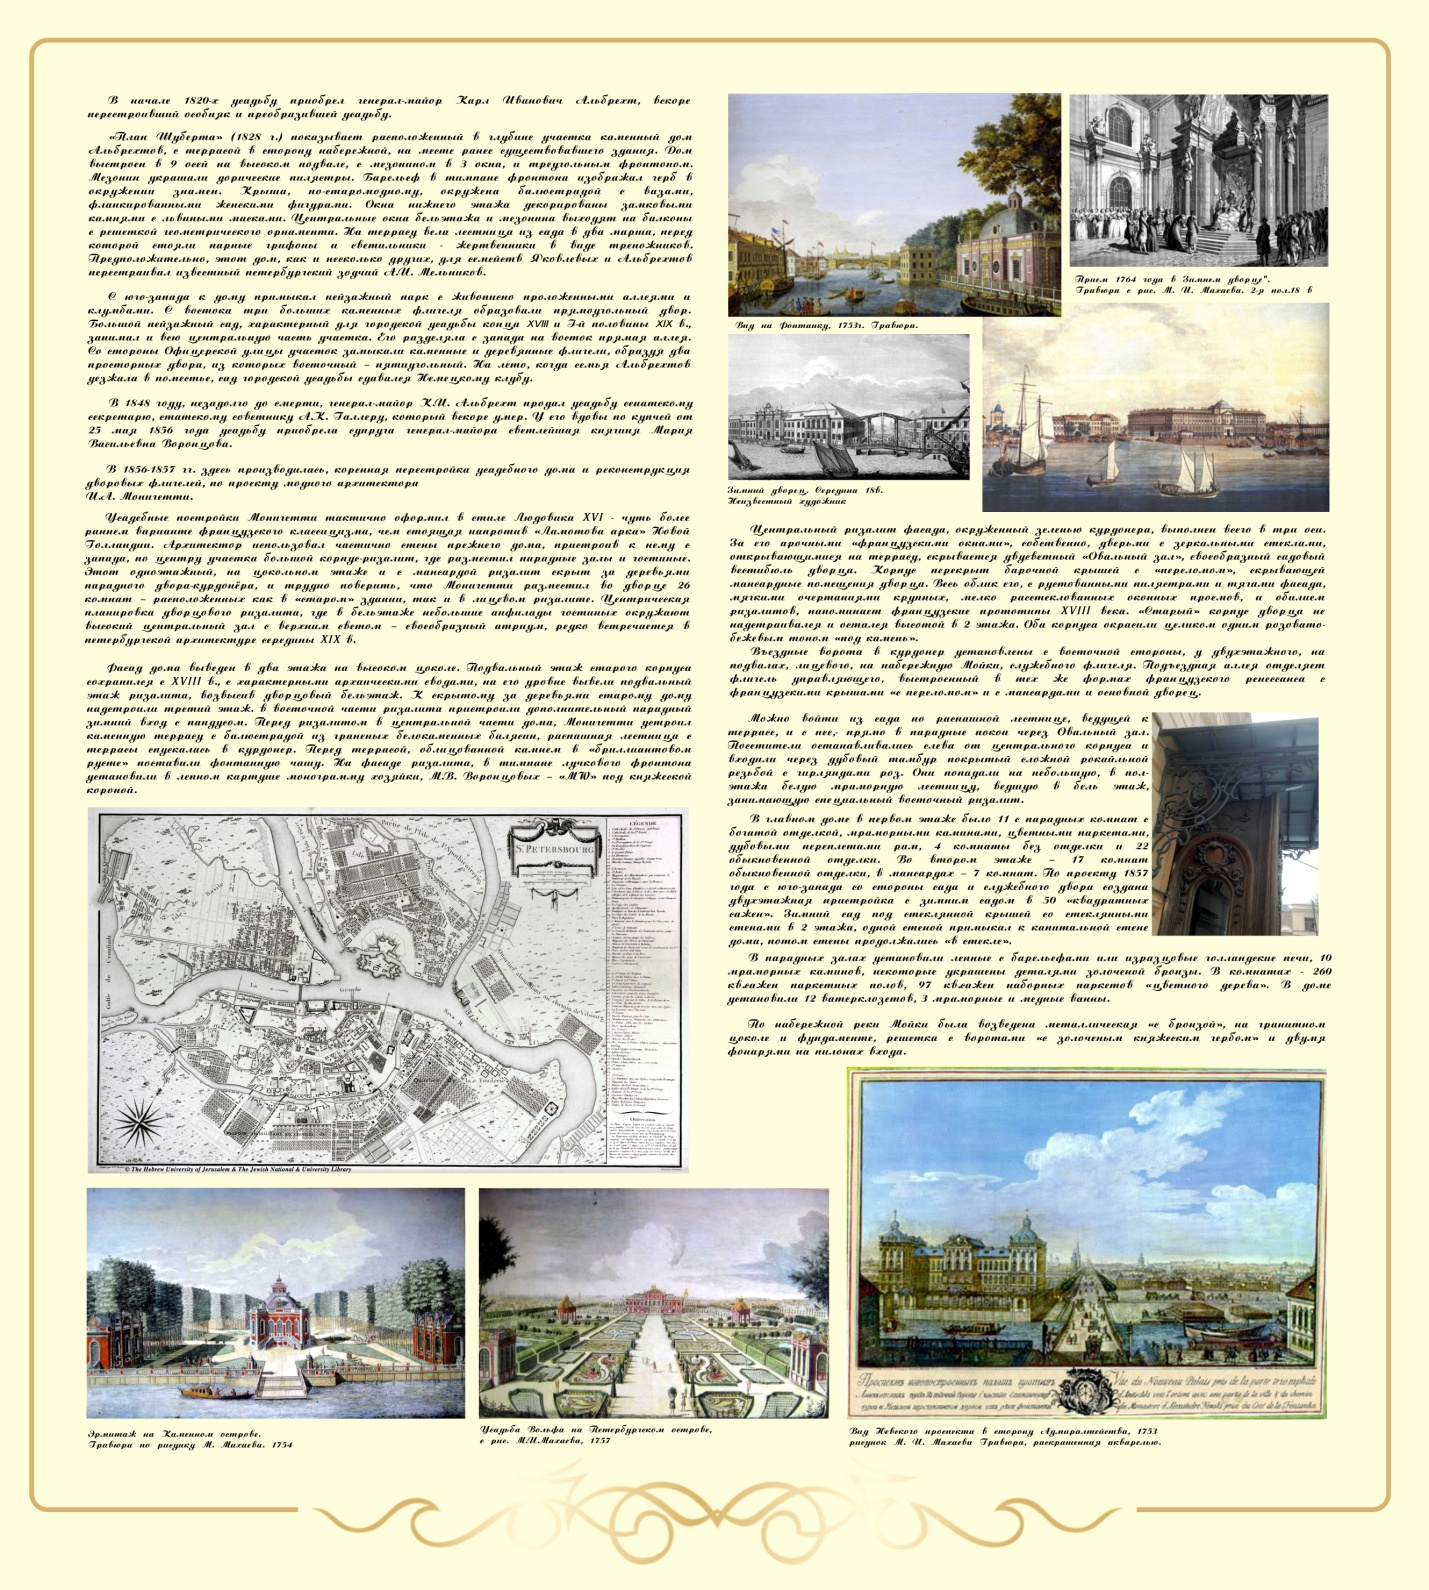 В начале 1820-х усадьбу приобрел генерал-майор Карл Иванович Альбрехт, вскоре
перестроивший особняк и преобразивший усадьбу.
«План Шуберта» (1828 г.) показывает расположенный в глубине участка каменный дом
Альбрехтов, с террасой в сторону набережной, на месте ранее существовавшего здания. Дом
выстроен в 9 осей на высоком подвале, с мезонином в 3 окна, и треугольным фронтоном.
Мезонин украшали дорические пилястры. Барельеф в тимпане фронтона изображал герб в
окружении знамен. Крыша, по-старомодному, окружена балюстрадой с вазами,
фланкированными женскими фигурами. Окна нижнего этажа декорированы замковыми
камнями с львиными масками. Центральные окна бельэтажа и мезонина выходят на балконы
с решеткой геометрического орнамента. На террасу вела лестница из сада в два марша, перед
которой стояли парные грифоны и светильники - жертвенники в виде треножников.
Предположительно, этот дом, как и несколько других, для семейств Яковлевых и Альбрехтов
перестраивал известный петербургский зодчий А.И. Мельников.
С юго-запада к дому примыкал пейзажный парк с живописно проложенными аллеями и
клумбами. С востока три больших каменных флигеля образовали прямоугольный двор.
Большой пейзажный сад, характерный для городской усадьбы конца XVIII и 1-й половины XIX в.,
занимал и всю центральную часть участка. Его разделяла с запада на восток прямая аллея.
Со стороны Офицерской улицы участок замыкали каменные и деревянные флигели, образуя два
просторных двора, из которых восточный – пятиугольный. На лето, когда семья Альбрехтов
уезжала в поместье, сад городской усадьбы сдавался Немецкому клубу.
В 1848 году, незадолго до смерти, генерал-майор К.И. Альбрехт продал усадьбу сенатскому
секретарю, статскому советнику А.К. Галлеру, который вскоре умер. У его вдовы по купчей от
25 мая 1856 года усадьбу приобрела супруга генерал-майора светлейшая княгиня Мария
Васильевна Воронцова.
В 1856-1857 гг. здесь производилась, коренная перестройка усадебного дома и реконструкция
дворовых флигелей, по проекту модного архитектора
И.А. Монигетти.
Усадебные постройки Монигетти тактично оформил в стиле Людовика XVI - чуть более
раннем варианте французского классицизма, чем стоящая напротив «Ламотова арка» Новой
Голландии. Архитектор использовал частично стены прежнего дома, пристроив к нему с
запада, по центру участка большой корпус-ризалит, где разместил парадные залы и гостиные.
Этот одноэтажный, на цокольном этаже и с мансардой ризалит скрыт за деревьями
парадного двора-курдонёра, и трудно поверить, что Монигетти разместил во дворце 26
комнат – расположенных как в «старом» здании, так и в лицевом ризалите. Центрическая
планировка дворцового ризалита, где в бельэтаже небольшие анфилады гостиных окружают
высокий центральный зал с верхним светом – своеобразный атриум, редко встречается в
петербургской архитектуре середины XIX в.
Фасад дома выведен в два этажа на высоком цоколе. Подвальный этаж старого корпуса
сохранился с XVIII в., с характерными архаическими сводами, на его уровне вывели подвальный
этаж ризалита, возвысив дворцовый бельэтаж. К скрытому за деревьями старому дому
надстроили третий этаж. в восточной части ризалита пристроили дополнительный парадный
зимний вход с пандусом. Перед ризалитом в центральной части дома, Монигетти устроил
каменную террасу с балюстрадой из граненых белокаменных балясин, распашная лестница с
террасы спускалась в курдонер. Перед террасой, облицованной камнем в «бриллиантовом
русте» поставили фонтанную чашу. На фасаде ризалита, в тимпане лучкового фронтона
установили в лепном картуше монограмму хозяйки, М.В. Воронцовых – «МЮ» под княжеской
короной.
Вид на Фонтанку, 1753г. Гравюра.
Прием 1764 года в Зимнем дворце".
Гравюра с рис. М. И. Махаева. 2-я пол.18 в
Зимний дворец. Середина 18в.
Неизвестный художник
Центральный ризалит фасада, окруженный зеленью курдонера, выполнен всего в три оси.
За его арочными «французскими окнами», собственно, дверьми с зеркальными стеклами,
открывающимися на террасу, скрывается двусветный «Овальный зал», своеобразный садовый
вестибюль дворца. Корпус перекрыт барочной крышей с «переломом», скрывающей
мансардные помещения дворца. Весь облик его, с рустованными пилястрами и тягами фасада,
мягкими очертаниями крупных, мелко расстеклованных оконных проемов, и обилием
ризалитов, напоминает французские прототипы XVIII века. «Старый» корпус дворца не
надстраивался и остался высотой в 2 этажа. Оба корпуса окрасили целиком одним розовато-
бежевым тоном «под камень».
Въездные ворота в курдонер установлены с восточной стороны, у двухэтажного, на
подвалах, лицевого, на набережную Мойки, служебного флигеля. Подъездная аллея отделяет
флигель управляющего, выстроенный в тех же формах французского ренессанса с
французскими крышами «с переломом» и с мансардами и основной дворец.
Можно войти из сада по распашной лестнице, ведущей к
террасе, и с нее,- прямо в парадные покои через Овальный зал.
Посетители останавливались слева от центрального корпуса и
входили через дубовый тамбур покрытый сложной рокайльной
резьбой с гирляндами роз. Они попадали на небольшую, в пол-
этажа белую мраморную лестницу, ведущую в бель этаж,
занимающую специальный восточный ризалит.
В главном доме в первом этаже было 11 с парадных комнат с
богатой отделкой, мраморными каминами, цветными паркетами,
дубовыми переплетами рам, 4 комнаты без отделки и 22
обыкновенной отделки. Во втором этаже – 17 комнат
обыкновенной отделки, в мансардах – 7 комнат. По проекту 1857
года с юго-запада со стороны сада и служебного двора создана
двухэтажная пристройка с зимним садом в 50 «квадратных
сажен». Зимний сад под стеклянной крышей со стеклянными
стенами в 2 этажа, одной стеной примыкал к капитальной стене
дома, потом стены продолжались «в стекле».
В парадных залах установили лепные с барельефами или изразцовые голландские печи, 10
мраморных каминов, некоторые украшены деталями золоченой бронзы. В комнатах - 260
кв.сажен паркетных полов, 97 кв.сажен наборных паркетов «цветного дерева». В доме
установили 12 ватерклозетов, 3 мраморные и медные ванны.
По набережной реки Мойки была возведена металлическая «с бронзой», на гранитном
цоколе и фундаменте, решетка с воротами «с золоченым княжеским гербом» и двумя
фонарями на пилонах входа.
LÉGENDE
St. PETERSBOURG
Observation
© The Hebrew University of Jerusalem & The Jewish National & University Library
Проспектъ новопостроенныхъ палатъ противъ
Vue du Nouveau Palais près de la porte triomphale
Эрмитаж на Каменном острове.
Гравюра по рисунку М. Махаева. 1754
Усадьба Вольфа на Петербургском острове,
с рис. М.И.Махаева, 1757
Вид Невского проспекта в сторону Адмиралтейства, 1753
рисунок М. И. Махаева Гравюра, раскрашенная акварелью.